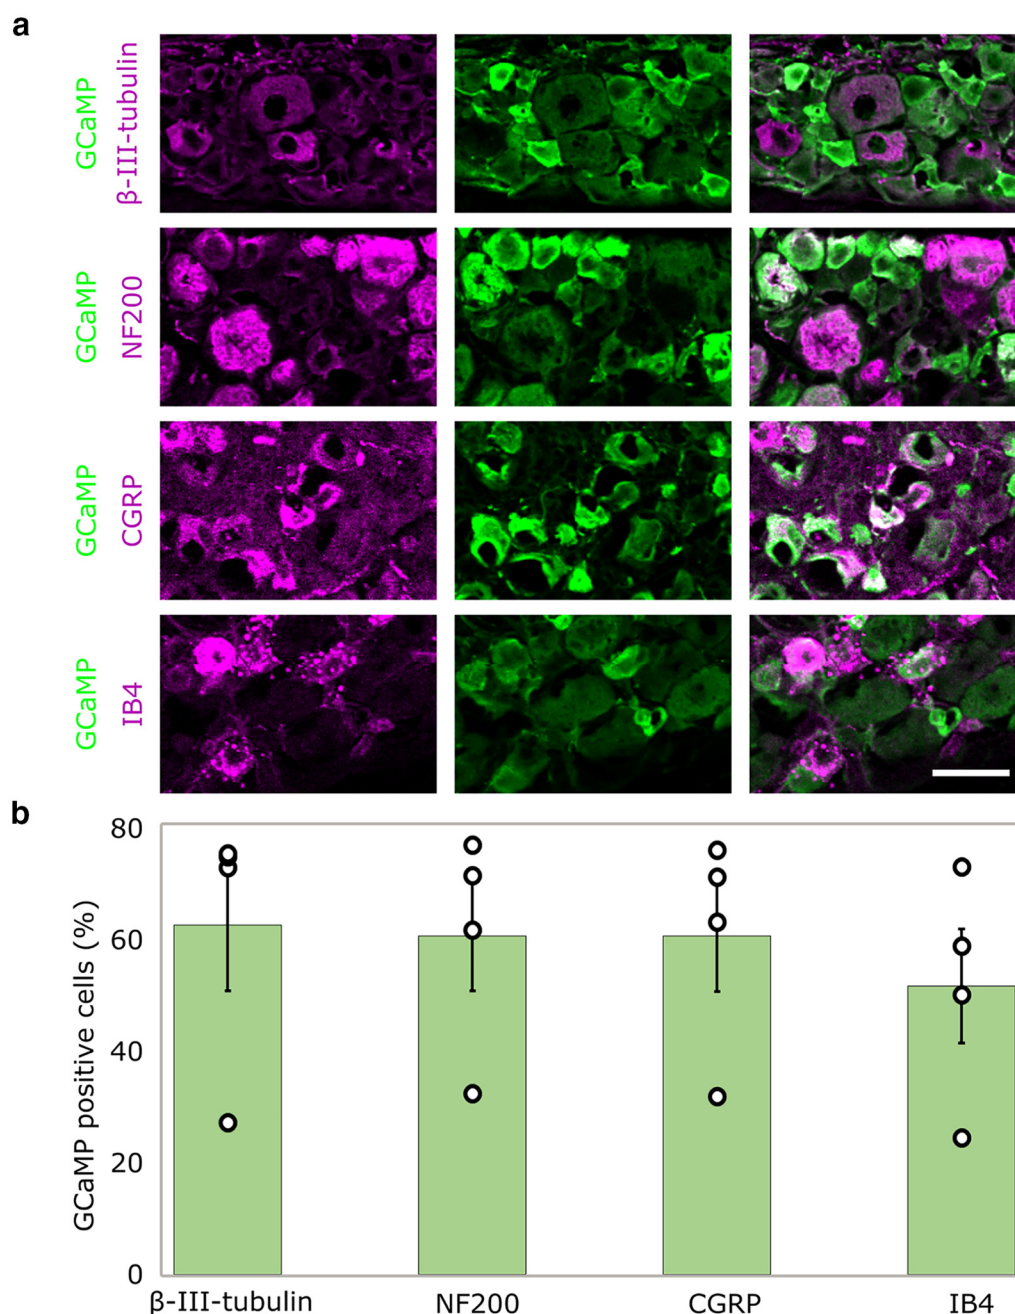 a
GCaMP
β-III-tubulin
GCaMP
NF200
GCaMP
CGRP
GCaMP
IB4
b
GCaMP positive cells (%)
80
60
40
20
0
β-III-tubulin NF200 CGRP IB4